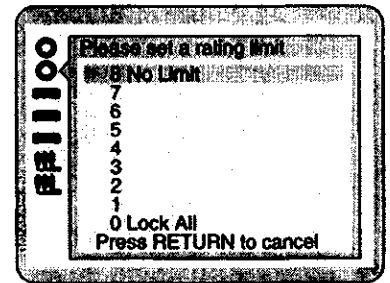 Please set a rating limit
8 No Limit
7
6
5
4
3
2
1
0 Lock All
Press RETURN to cancel